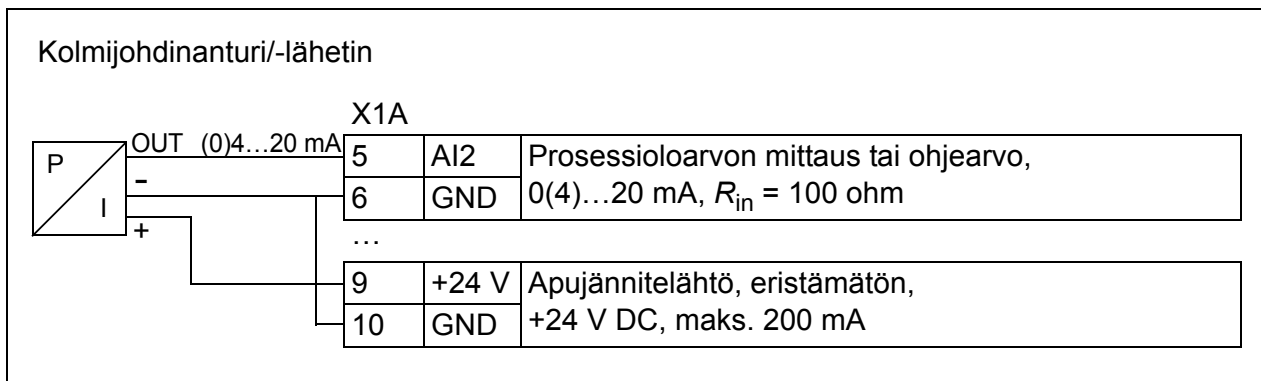 Kolmijohdinanturi/-lähetin
X1A
P
I
OUT (0)4…20 mA
-
+
5 AI2 Prosessioloarvon mittaus tai ohjearvo,
6 GND 0(4)…20 mA, Rin = 100 ohm
…
9 +24 V Apujännitelähtö, eristämätön,
10 GND +24 V DC, maks. 200 mA